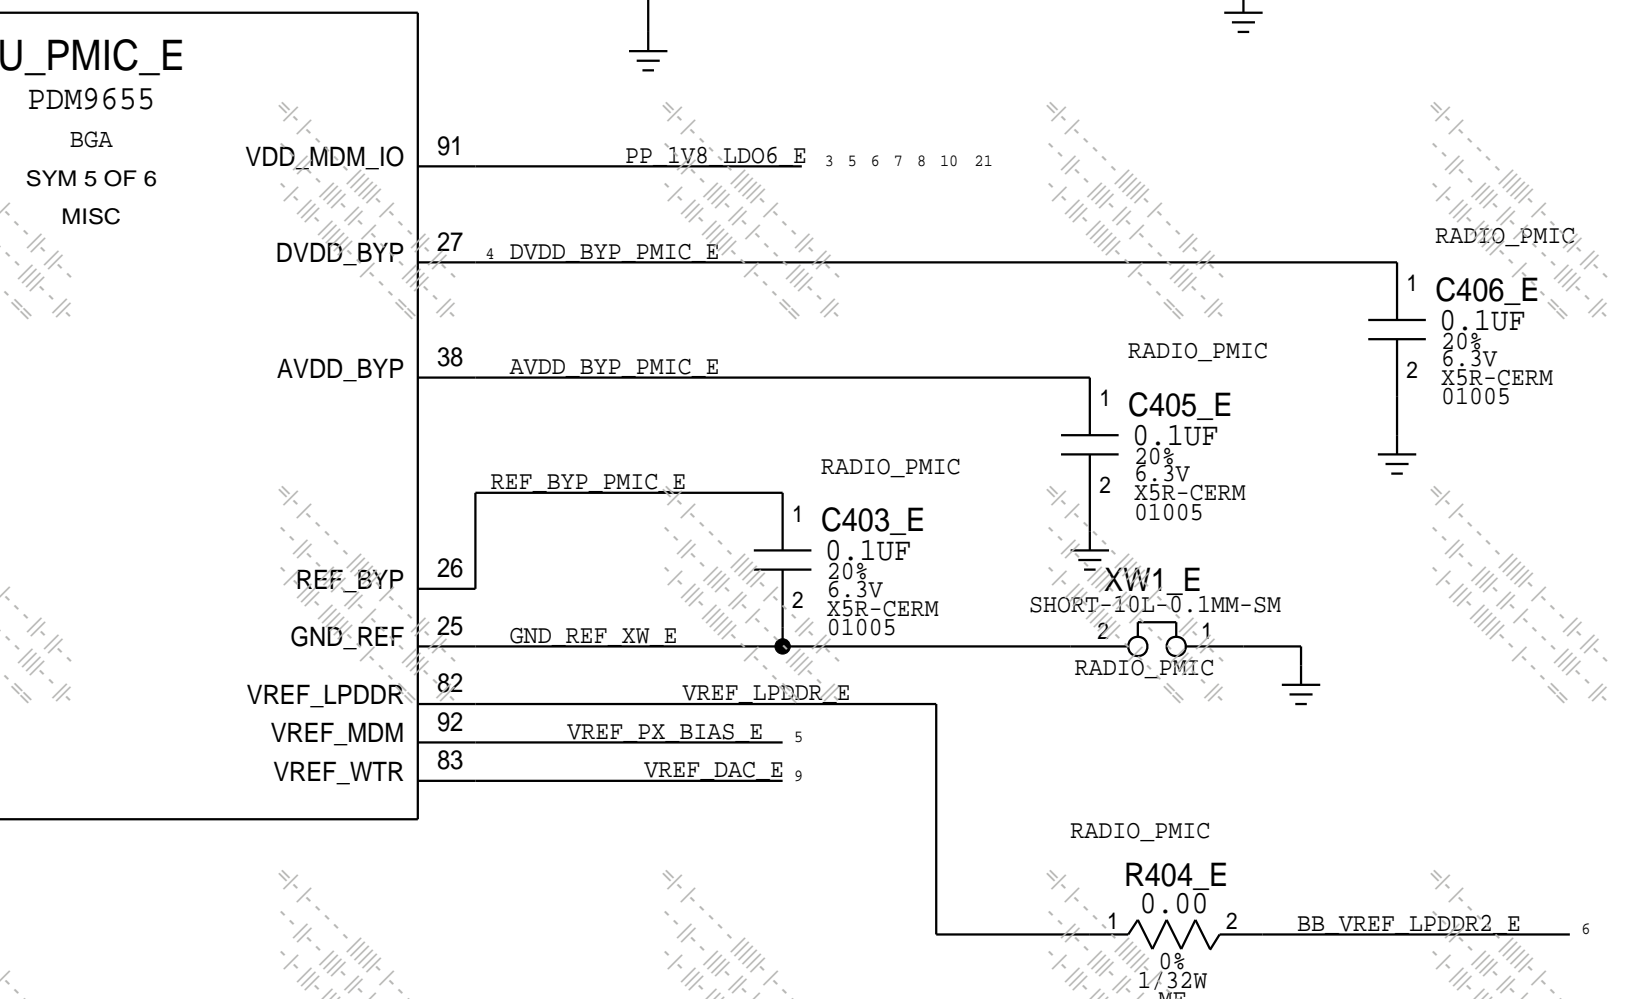 U_PMIC_E
PDM9655
BGA
SYM 5 OF 6
MISC
VDD_MDM_IO 91 PP_1V8_LDO6_E 3 5 6 7 8 10 21
DVDD_BYP 27 4 DVDD_BYP_PMIC_E
RADIO_PMIC
1 C406_E
0.1UF
20%
6.3V
2 X5R-CERM
01005
AVDD_BYP 38 AVDD_BYP_PMIC_E
RADIO_PMIC
1 C405_E
0.1UF
20%
6.3V
2 X5R-CERM
01005
REF_BYP_PMIC_E
RADIO_PMIC
1 C403_E
0.1UF
20%
6.3V
2 X5R-CERM
01005
REF_BYP 26
XW1_E
SHORT-10L-0.1MM-SM
GND_REF 25 GND_REF_XW_E 2 1
RADIO_PMIC
VREF_LPDDR 82 VREF_LPDDR_E
VREF_MDM 92 VREF_PX_BIAS_E 5
VREF_WTR 83 VREF_DAC_E 9
RADIO_PMIC
R404_E
0.00
1 2 BB_VREF_LPDDR2_E 6
0%
1/32W
MF